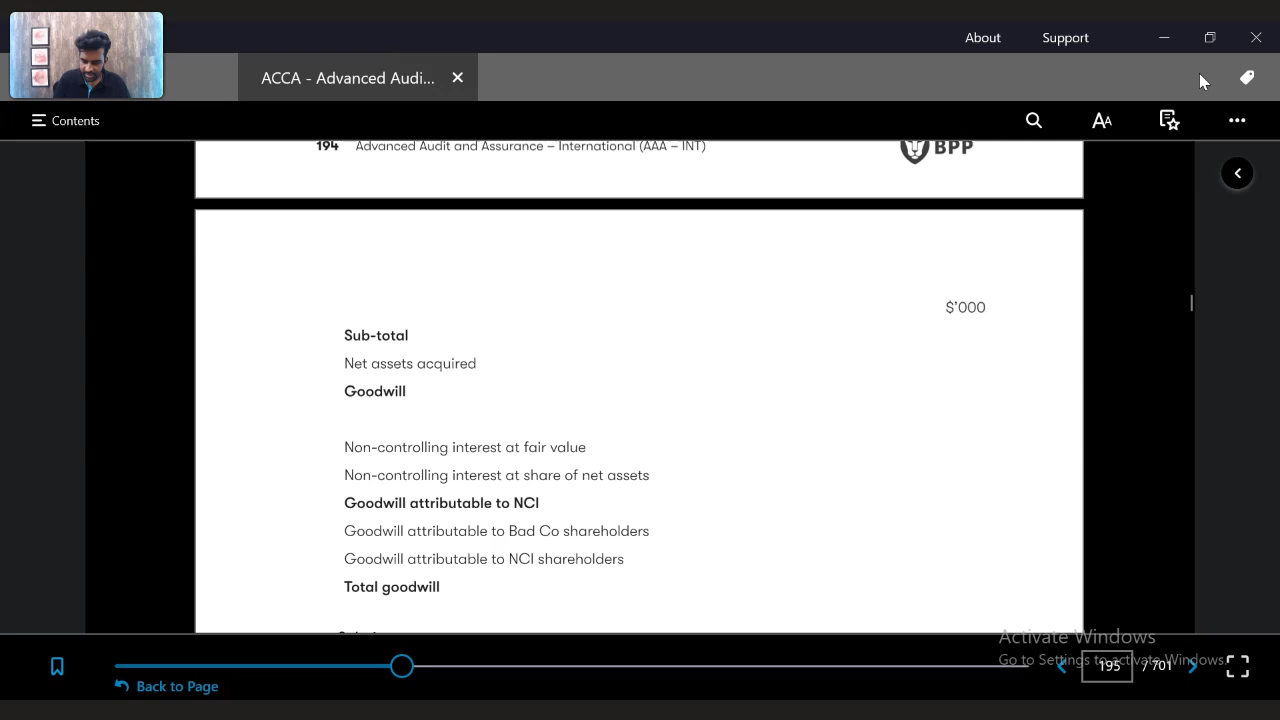 About Support
ACCA - Advanced Audi...
Contents
194 Advanced Audit and Assurance – International (AAA – INT) BPP
$'000
Sub-total
Net assets acquired
Goodwill
Non-controlling interest at fair value
Non-controlling interest at share of net assets
Goodwill attributable to NCI
Goodwill attributable to Bad Co shareholders
Goodwill attributable to NCI shareholders
Total goodwill
Activate Windows
Go to Settings to activate Windows.
195 / 701
Back to Page